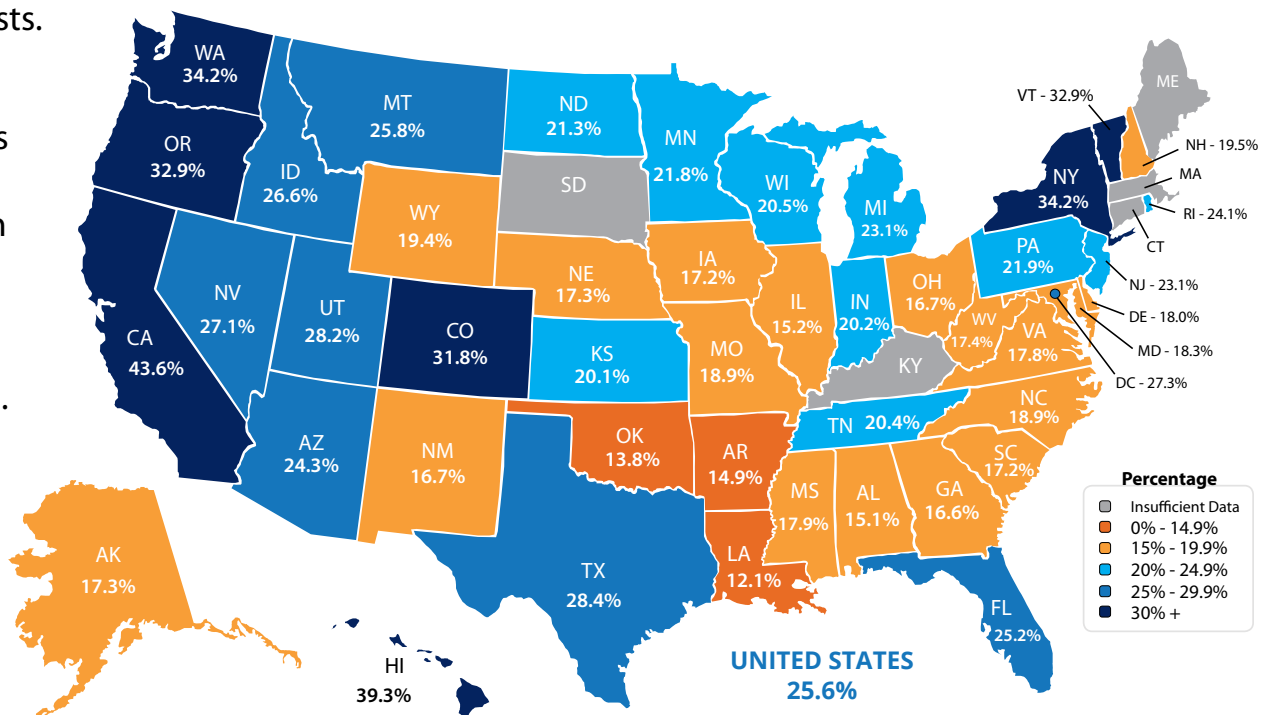 sts.
s
n
.
WA
34.2%
OR
32.9%
CA
43.6%
ID
26.6%
NV
27.1%
MT
25.8%
WY
19.4%
UT
28.2%
CO
31.8%
AZ
24.3%
NM
16.7%
ND
21.3%
SD
NE
17.3%
KS
20.1%
OK
13.8%
TX
28.4%
MN
21.8%
IA
17.2%
MO
18.9%
AR
14.9%
LA
12.1%
WI
20.5%
IL
15.2%
MI
23.1%
IN
20.2%
OH
16.7%
KY
TN 20.4%
MS
17.9%
AL
15.1%
GA
16.6%
FL
25.2%
SC
17.2%
NC
18.9%
VA
17.8%
WV
17.4%
PA
21.9%
NY
34.2%
VT - 32.9%
ME
NH - 19.5%
MA
RI - 24.1%
CT
NJ - 23.1%
DE - 18.0%
MD - 18.3%
DC - 27.3%
AK
17.3%
HI
39.3%
UNITED STATES
25.6%
Percentage
Insufficient Data
0% - 14.9%
15% - 19.9%
20% - 24.9%
25% - 29.9%
30% +